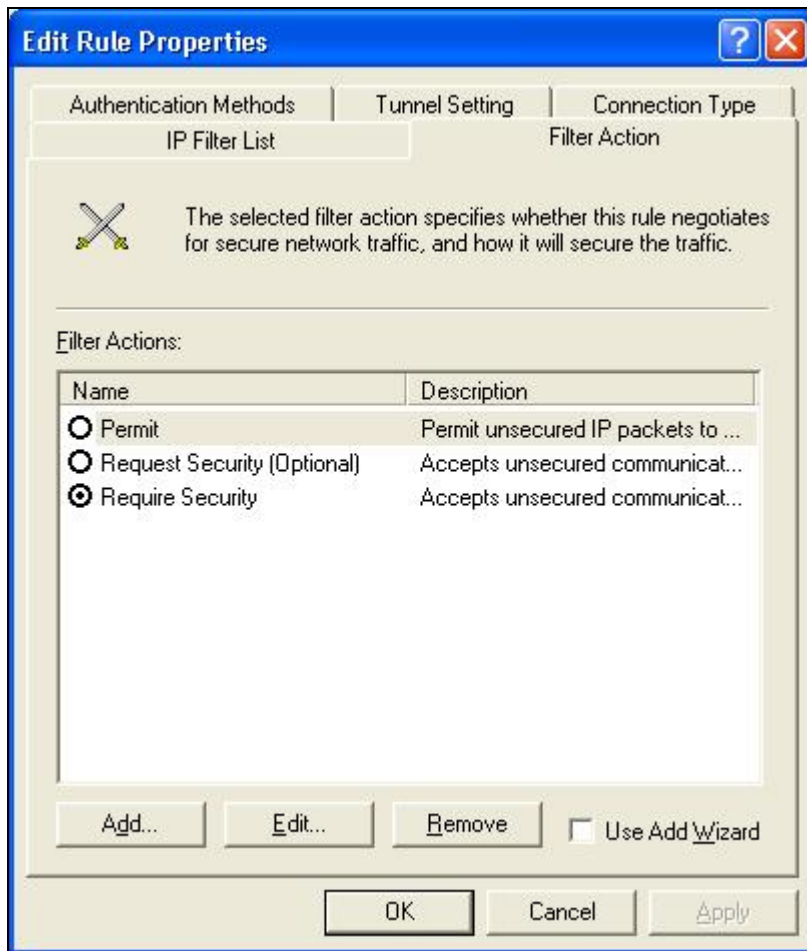 Edit Rule Properties
Authentication Methods Tunnel Setting Connection Type
IP Filter List Filter Action
The selected filter action specifies whether this rule negotiates
for secure network traffic, and how it will secure the traffic.
Filter Actions:
Name Description
Permit Permit unsecured IP packets to ...
Request Security (Optional) Accepts unsecured communicat...
Require Security Accepts unsecured communicat...
Add... Edit... Remove Use Add Wizard
OK Cancel Apply